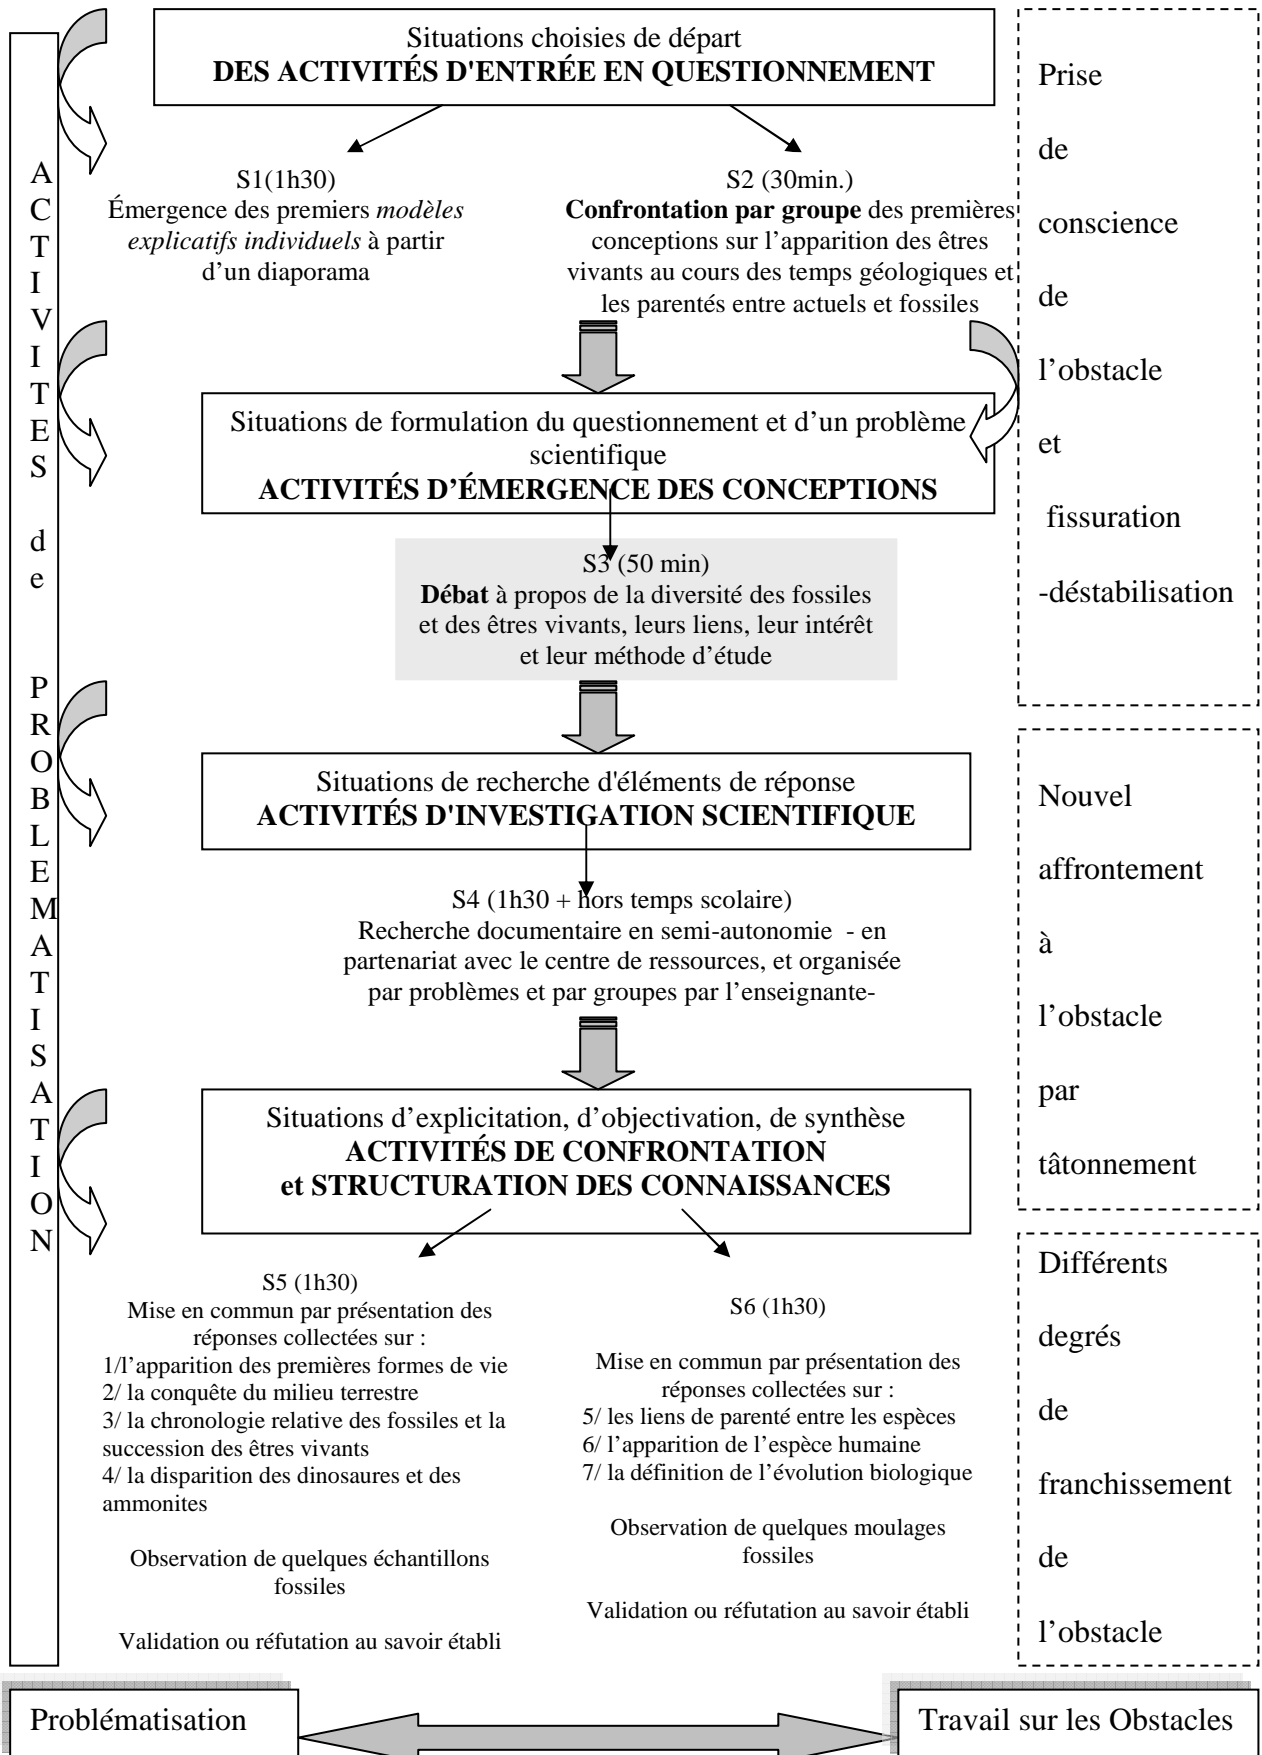 Situations choisies de départ
DES ACTIVITÉS D'ENTRÉE EN QUESTIONNEMENT
S1(1h30)
Émergence des premiers modèles
explicatifs individuels à partir
d'un diaporama
S2 (30min.)
Confrontation par groupe des premières
conceptions sur l'apparition des êtres
vivants au cours des temps géologiques et
les parentés entre actuels et fossiles
Situations de formulation du questionnement et d'un problème
scientifique
ACTIVITÉS D'ÉMERGENCE DES CONCEPTIONS
S3 (50 min)
Débat à propos de la diversité des fossiles
et des êtres vivants, leurs liens, leur intérêt
et leur méthode d'étude
Situations de recherche d'éléments de réponse
ACTIVITÉS D'INVESTIGATION SCIENTIFIQUE
S4 (1h30 + hors temps scolaire)
Recherche documentaire en semi-autonomie - en
partenariat avec le centre de ressources, et organisée
par problèmes et par groupes par l'enseignante-
Situations d'explicitation, d'objectivation, de synthèse
ACTIVITÉS DE CONFRONTATION
et STRUCTURATION DES CONNAISSANCES
S5 (1h30)
Mise en commun par présentation des
réponses collectées sur :
1/l'apparition des premières formes de vie
2/ la conquête du milieu terrestre
3/ la chronologie relative des fossiles et la
succession des êtres vivants
4/ la disparition des dinosaures et des
ammonites
Observation de quelques échantillons
fossiles
Validation ou réfutation au savoir établi
S6 (1h30)
Mise en commun par présentation des
réponses collectées sur :
5/ les liens de parenté entre les espèces
6/ l'apparition de l'espèce humaine
7/ la définition de l'évolution biologique
Observation de quelques moulages
fossiles
Validation ou réfutation au savoir établi
ACTIVITES de PROBLEMATISATION
Prise
de
conscience
de
l'obstacle
et
fissuration
-déstabilisation
Nouvel
affrontement
à
l'obstacle
par
tâtonnement
Différents
degrés
de
franchissement
de
l'obstacle
Problématisation
Travail sur les Obstacles